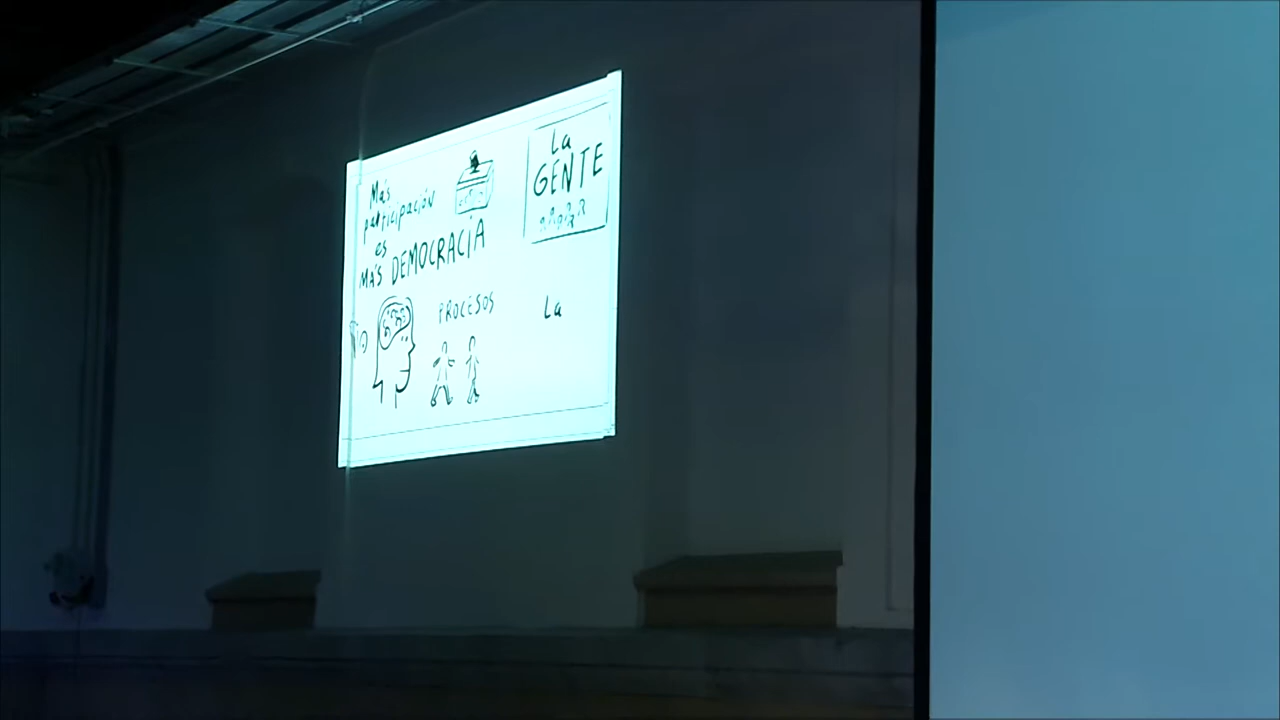 Más
participación
es
MÁS DEMOCRACIA
La
GENTE
PROCESOS
La